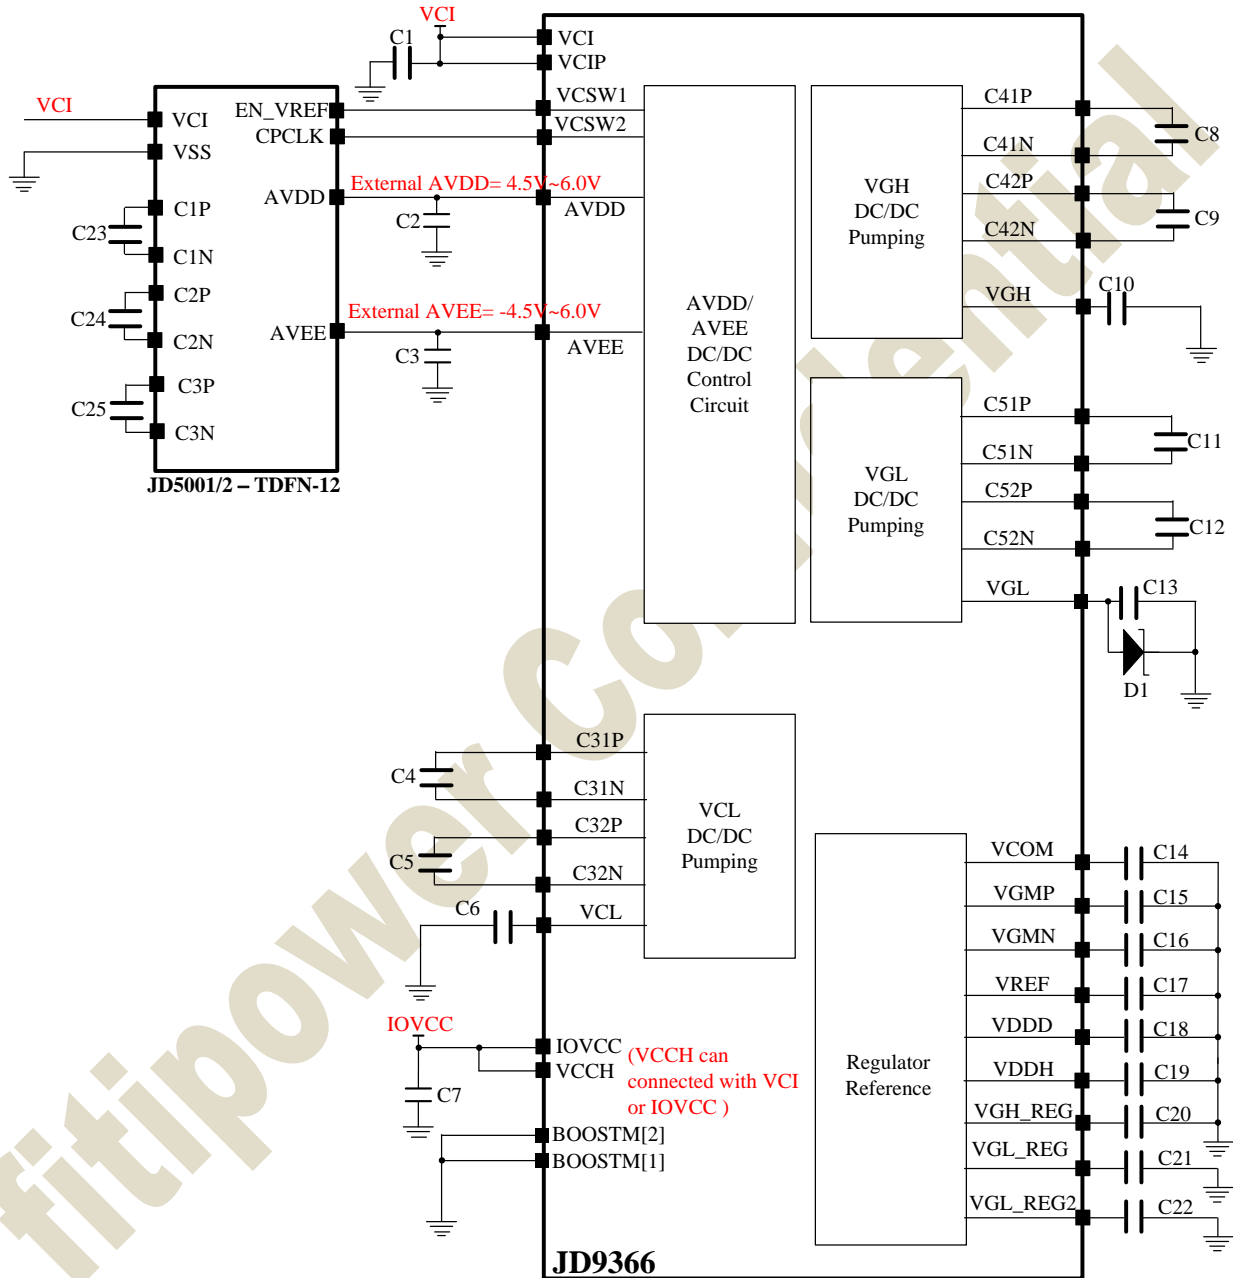 VCI
C1
VCI
VCIP
VCI
VCI
VSS
EN_VREF
CPCLK
VCSW1
VCSW2
External AVDD= 4.5V~6.0V
AVDD
AVDD
C2
C1P
C23
C1N
C2P
C24
C2N
External AVEE= -4.5V~6.0V
AVEE
AVEE
C3
C3P
C25
C3N
JD5001/2 – TDFN-12
AVDD/
AVEE
DC/DC
Control
Circuit
VGH
DC/DC
Pumping
C41P
C8
C41N
C42P
C9
C42N
VGH
C10
VGL
DC/DC
Pumping
C51P
C11
C51N
C52P
C12
C52N
VGL
C13
D1
C31P
C4
C31N
C32P
C5
C32N
C6
VCL
VCL
DC/DC
Pumping
IOVCC
IOVCC
VCCH
(VCCH can
connected with VCI
or IOVCC )
C7
BOOSTM[2]
BOOSTM[1]
Regulator
Reference
VCOM
C14
VGMP
C15
VGMN
C16
VREF
C17
VDDD
C18
VDDH
C19
VGH_REG
C20
VGL_REG
C21
VGL_REG2
C22
JD9366
fitipower Confidential